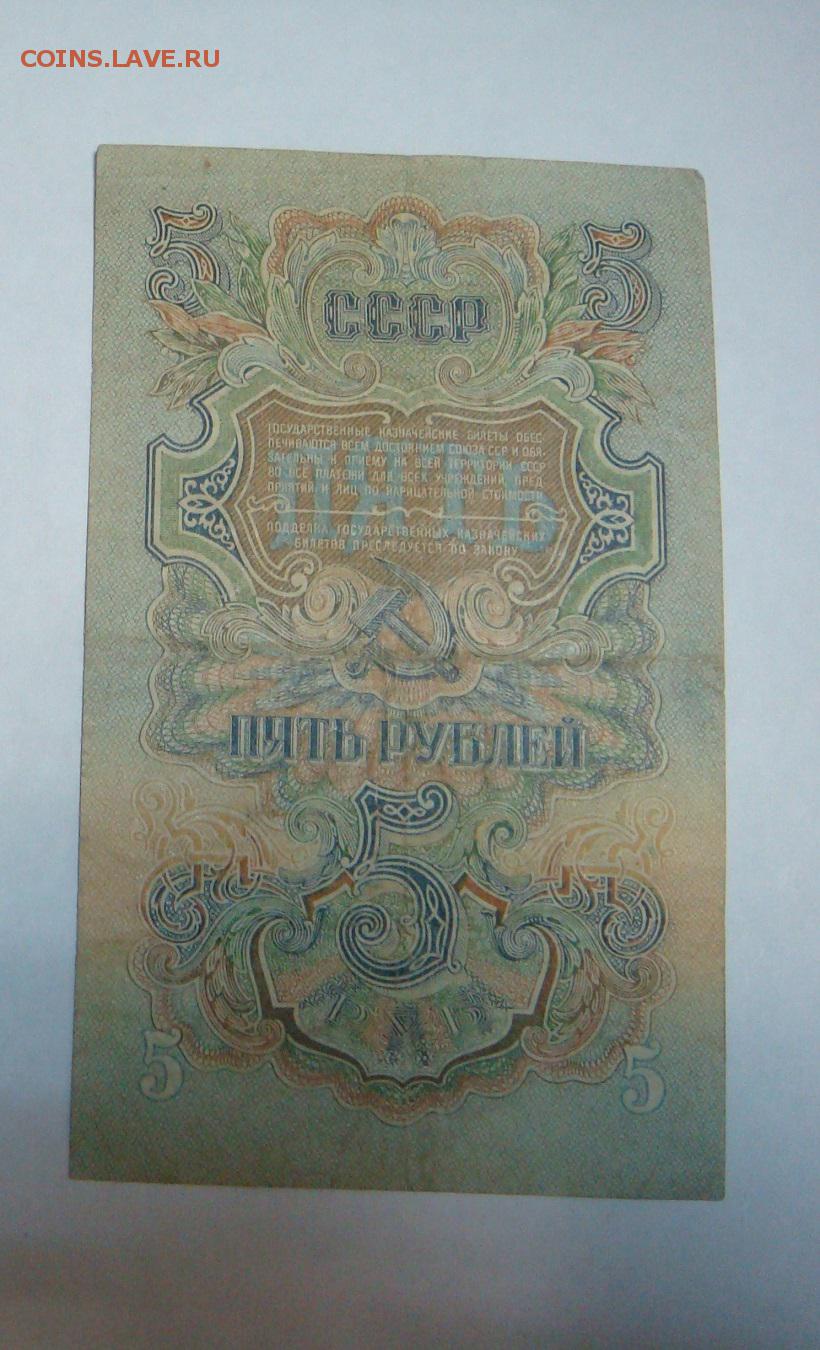 COINS.LAVE.RU
5 5
СССР
ГОСУДАРСТВЕННЫЕ КАЗНАЧЕЙСКИЕ БИЛЕТЫ ОБЕС-
ПЕЧИВАЮТСЯ ВСЕМ ДОСТОЯНИЕМ СОЮЗА ССР И ОБЯ-
ЗАТЕЛЬНЫ К ПРИЕМУ НА ВСЕЙ ТЕРРИТОРИИ СССР
ВО ВСЕ ПЛАТЕЖИ ДЛЯ ВСЕХ УЧРЕЖДЕНИЙ, ПРЕД-
ПРИЯТИЙ И ЛИЦ ПО НАРИЦАТЕЛЬНОЙ СТОИМОСТИ
ПЯТЬ
ПОДДЕЛКА ГОСУДАРСТВЕННЫХ КАЗНАЧЕЙСКИХ
БИЛЕТОВ ПРЕСЛЕДУЕТСЯ ПО ЗАКОНУ
ПЯТЬ РУБЛЕЙ
5
5 5